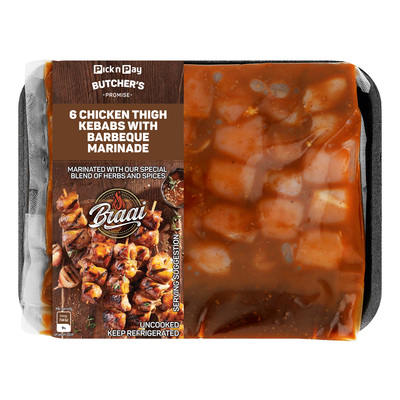 Pick n Pay
BUTCHER'S
PROMISE
6 CHICKEN THIGH
KEBABS WITH
BARBEQUE
MARINADE
MARINATED WITH OUR SPECIAL
BLEND OF HERBS AND SPICES
Braai
SERVING SUGGESTION
UNCOOKED
KEEP REFRIGERATED